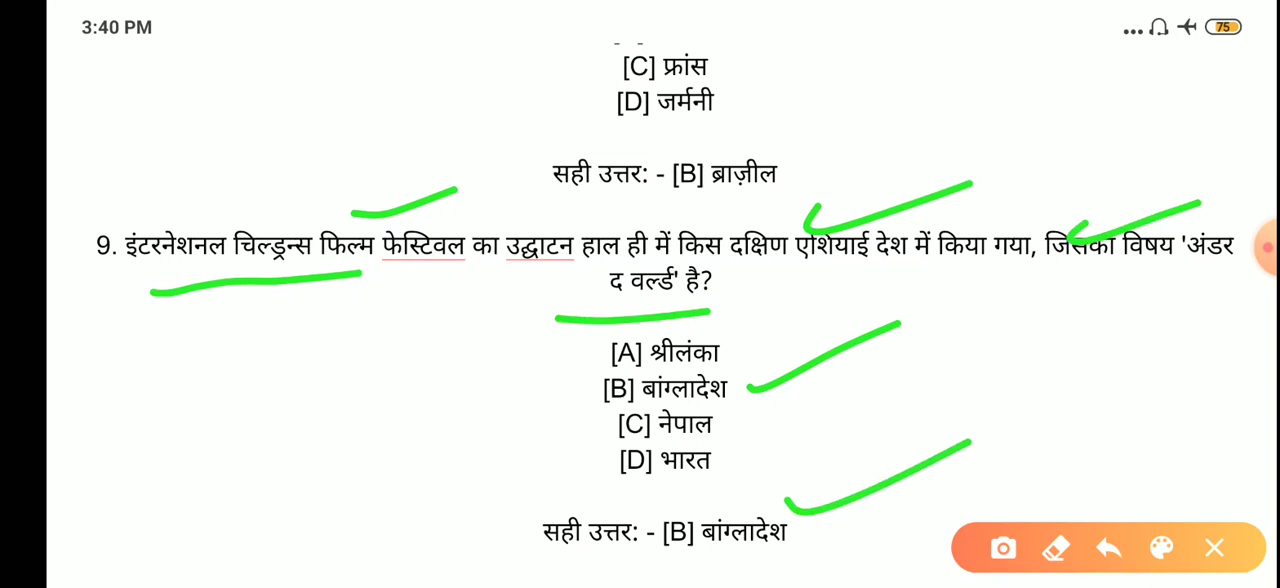 3:40 PM
75
[C] फ्रांस
[D] जर्मनी
सही उत्तर: - [B] ब्राज़ील
9. इंटरनेशनल चिल्ड्रन्स फिल्म फेस्टिवल का उद्घाटन हाल ही में किस दक्षिण एशियाई देश में किया गया, जिसका विषय 'अंडर
द वर्ल्ड' है?
[A] श्रीलंका
[B] बांग्लादेश
[C] नेपाल
[D] भारत
सही उत्तर: - [B] बांग्लादेश